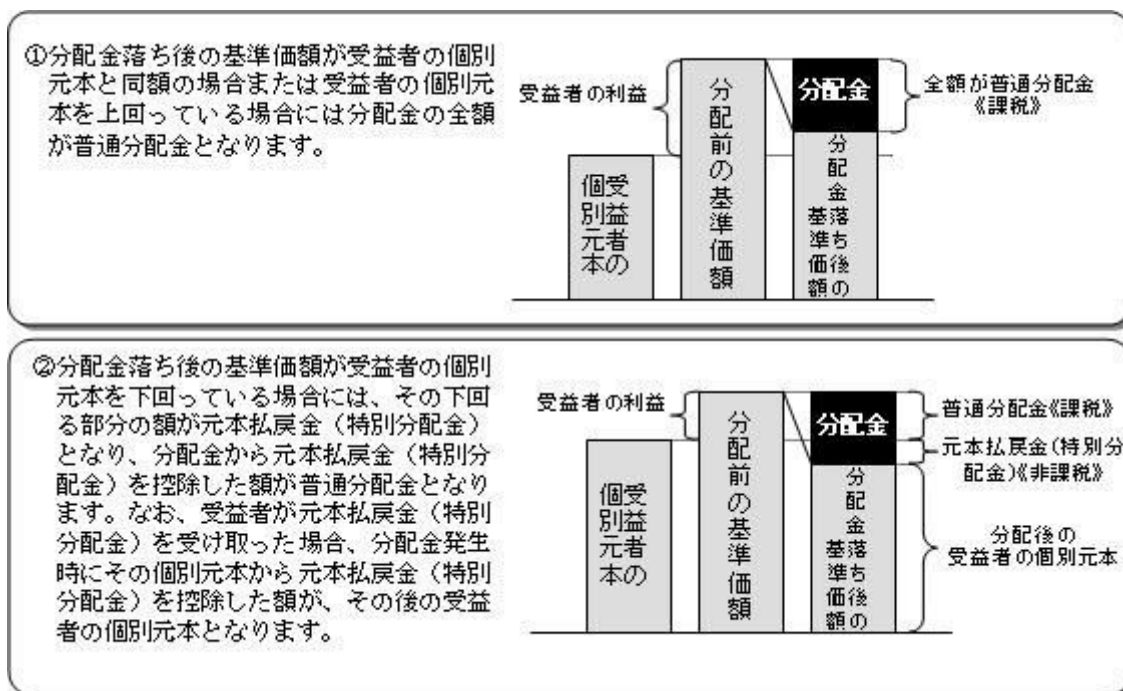 ①分配金落ち後の基準価額が受益者の個別
元本と同額の場合または受益者の個別元
本を上回っている場合には分配金の全額
が普通分配金となります。
受益者の利益
受益者の
個別元本
分配前の基準価額
分配金
分配金落ち後の
基準価額
全額が普通分配金
《課税》
②分配金落ち後の基準価額が受益者の個別
元本を下回っている場合には、その下回
る部分の額が元本払戻金（特別分配金）
となり、分配金から元本払戻金（特別分
配金）を控除した額が普通分配金となり
ます。なお、受益者が元本払戻金（特別
分配金）を受け取った場合、分配金発生
時にその個別元本から元本払戻金（特別
分配金）を控除した額が、その後の受益
者の個別元本となります。
受益者の利益
受益者の
個別元本
分配前の基準価額
分配金
分配金落ち後の
基準価額
普通分配金《課税》
元本払戻金(特別分
配金)《非課税》
分配後の
受益者の個別元本